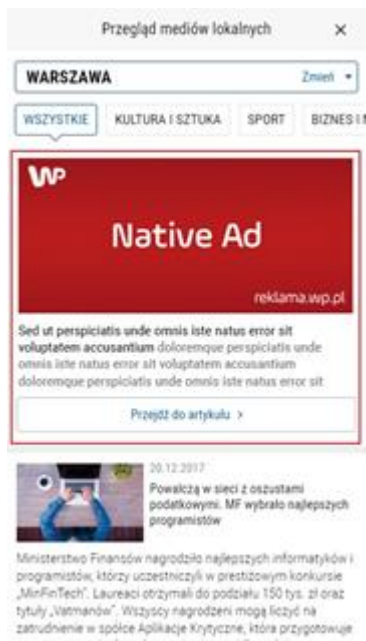 Przegląd mediów lokalnych ×
WARSZAWA Zmień
WSZYSTKIE KULTURA I SZTUKA SPORT BIZNES I
WP
Native Ad
reklama.wp.pl
Sed ut perspiciatis unde omnis iste natus error sit
voluptatem accusantium doloremque perspiciatis unde
omnis iste natus error sit voluptatem accusantium
doloremque perspiciatis unde omnis iste natus error sit
Przejdź do artykułu >
20.12.2017
Powalczą w sieci z oszustami
podatkowymi. MF wybrało najlepszych
programistów
Ministerstwo Finansów nagrodziło najlepszych informatyków i
programistów, którzy uczestniczyli w prestiżowym konkursie
„MinFinTech". Laureaci otrzymali do podziału 150 tys. zł oraz
tytuły „Vatmanów". Wszyscy nagrodzeni mogą liczyć na
zatrudnienie w spółce Aplikacje Krytyczne, która przygotowuje